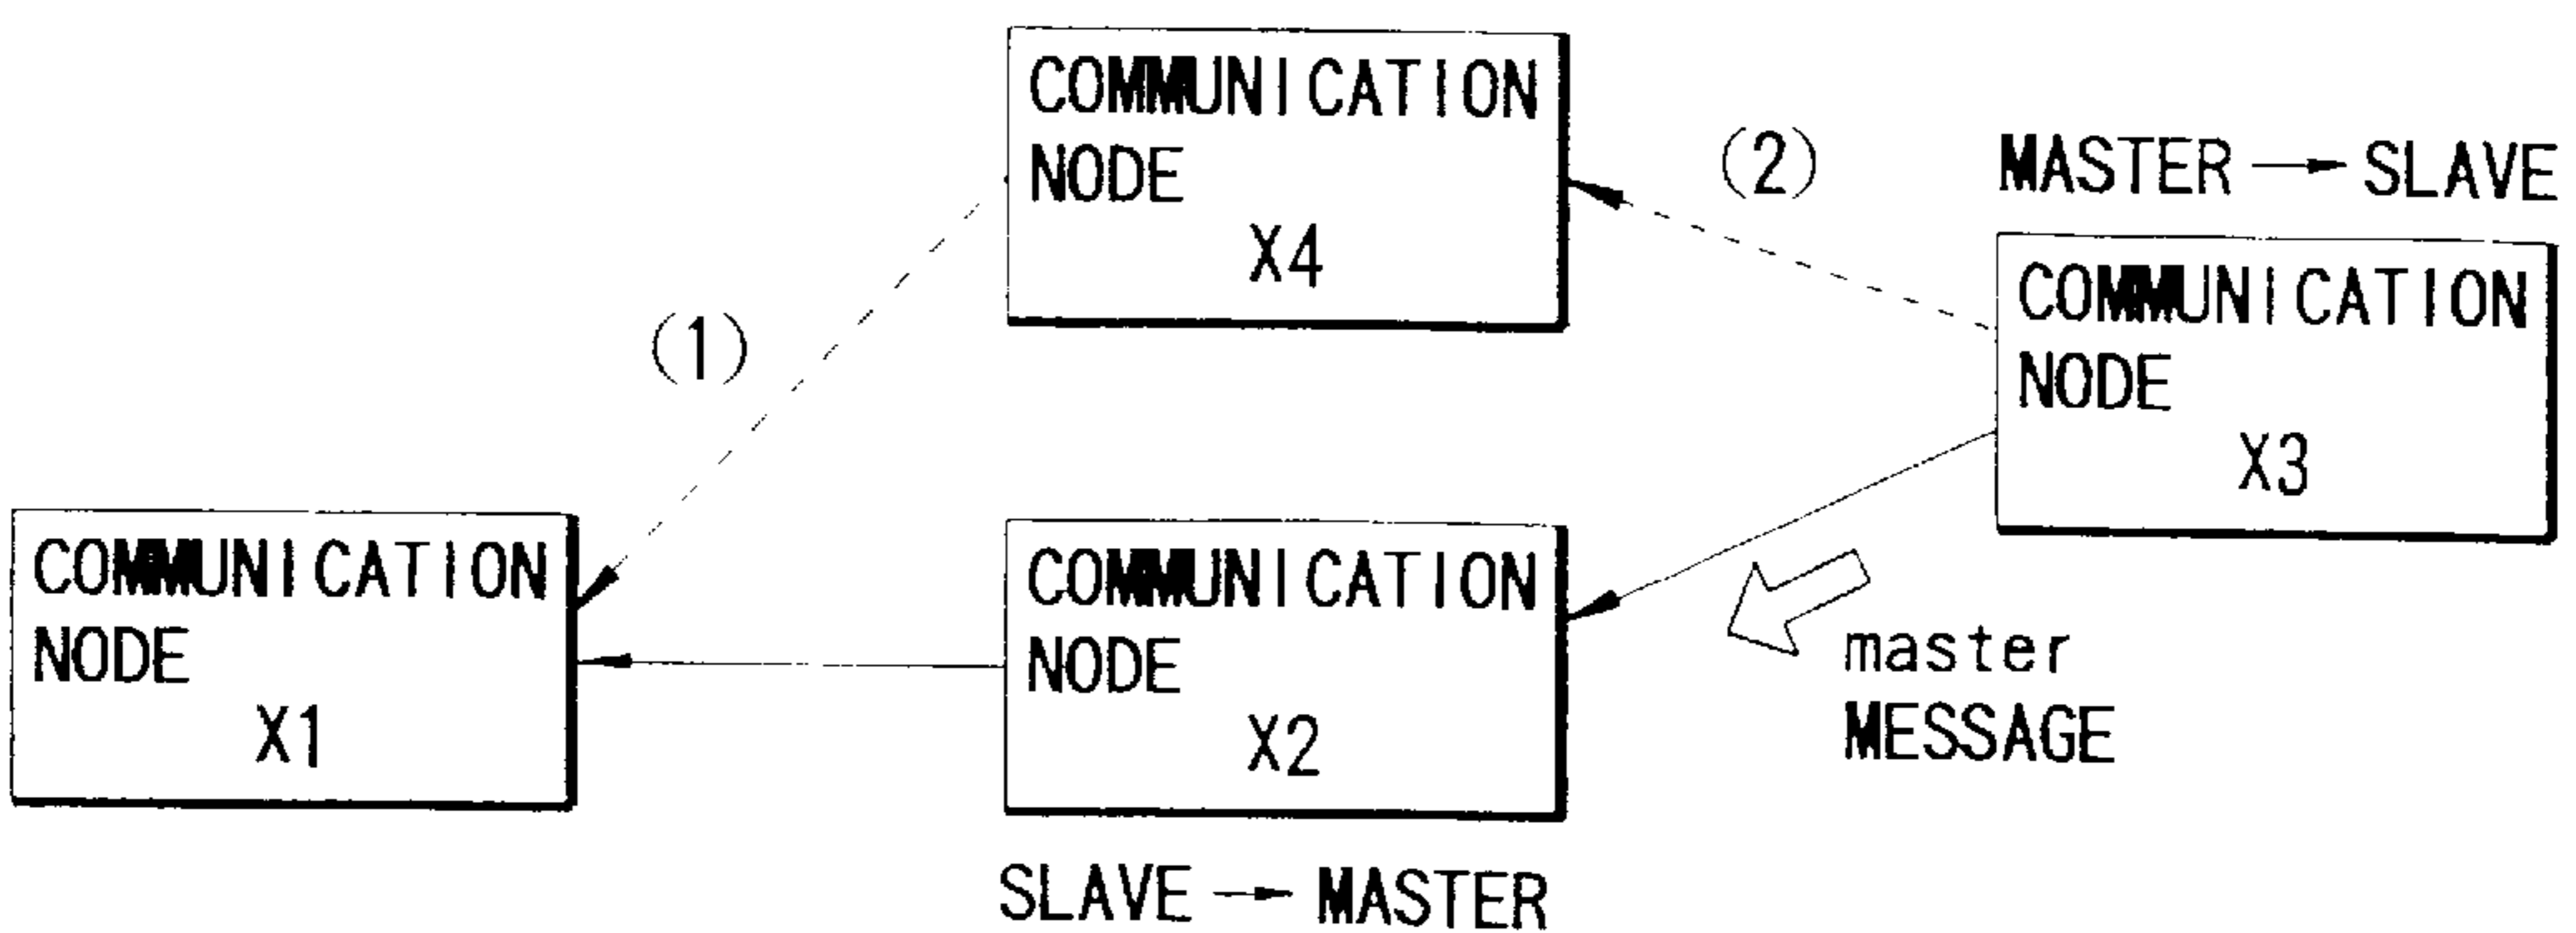 COMMUNICATION
NODE
X4
(2)
MASTER → SLAVE
COMMUNICATION
NODE
X3
(1)
COMMUNICATION
NODE
X1
COMMUNICATION
NODE
X2
master
MESSAGE
SLAVE → MASTER